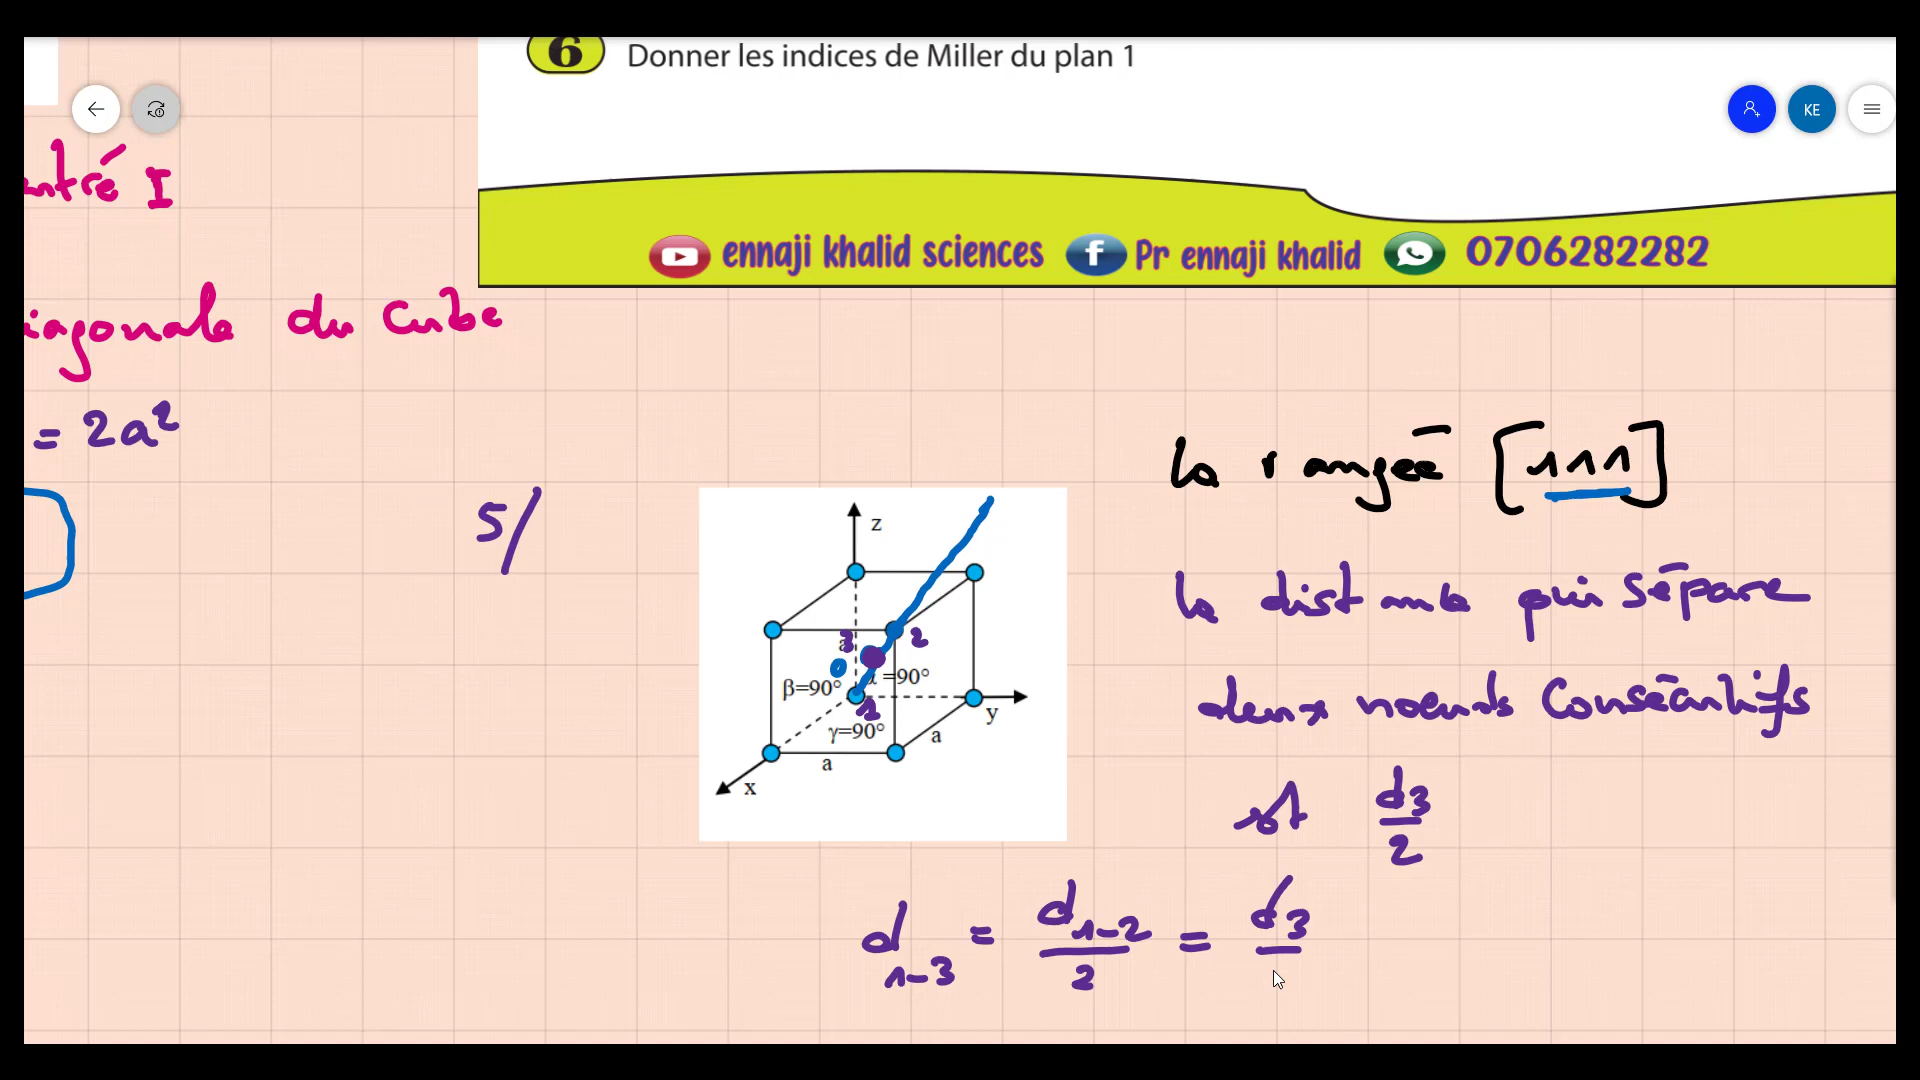 6 Donner les indices de Miller du plan 1
KE
ntré I
ennaji khalid sciences Pr ennaji khalid 0706282282
iagonale du Cube
= 2a²
la rangée [111]
5/
z
la distance qui sépare
3 a 2
0
β=90° α =90°
1
deux noeuds Conséutifs
y
γ=90°
a
a
x
est d3/2
d1-3 = d1-2/2 = d3